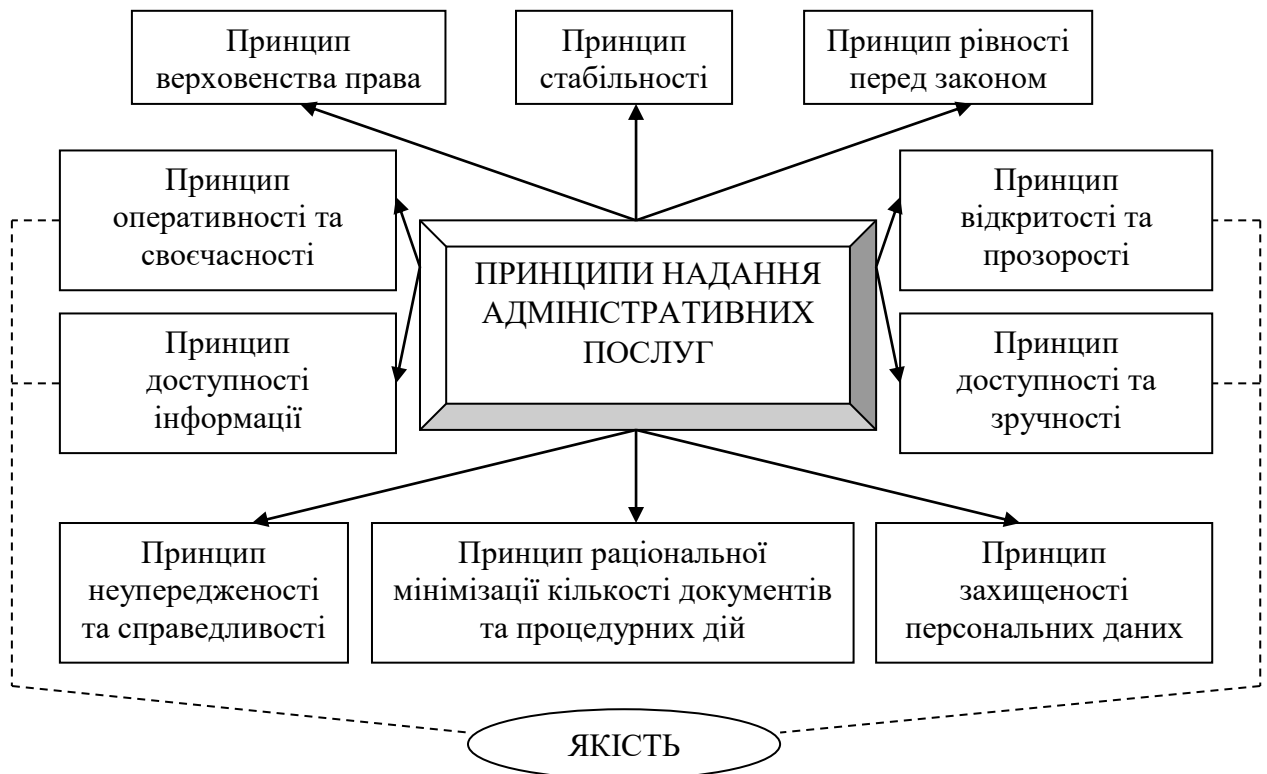 Принцип
верховенства права
Принцип
стабільності
Принцип рівності
перед законом
Принцип
оперативності та
своєчасності
Принцип
відкритості та
прозорості
ПРИНЦИПИ НАДАННЯ
АДМІНІСТРАТИВНИХ
ПОСЛУГ
Принцип
доступності
інформації
Принцип
доступності та
зручності
Принцип
неупередженості
та справедливості
Принцип раціональної
мінімізації кількості документів
та процедурних дій
Принцип
захищеності
персональних даних
ЯКІСТЬ